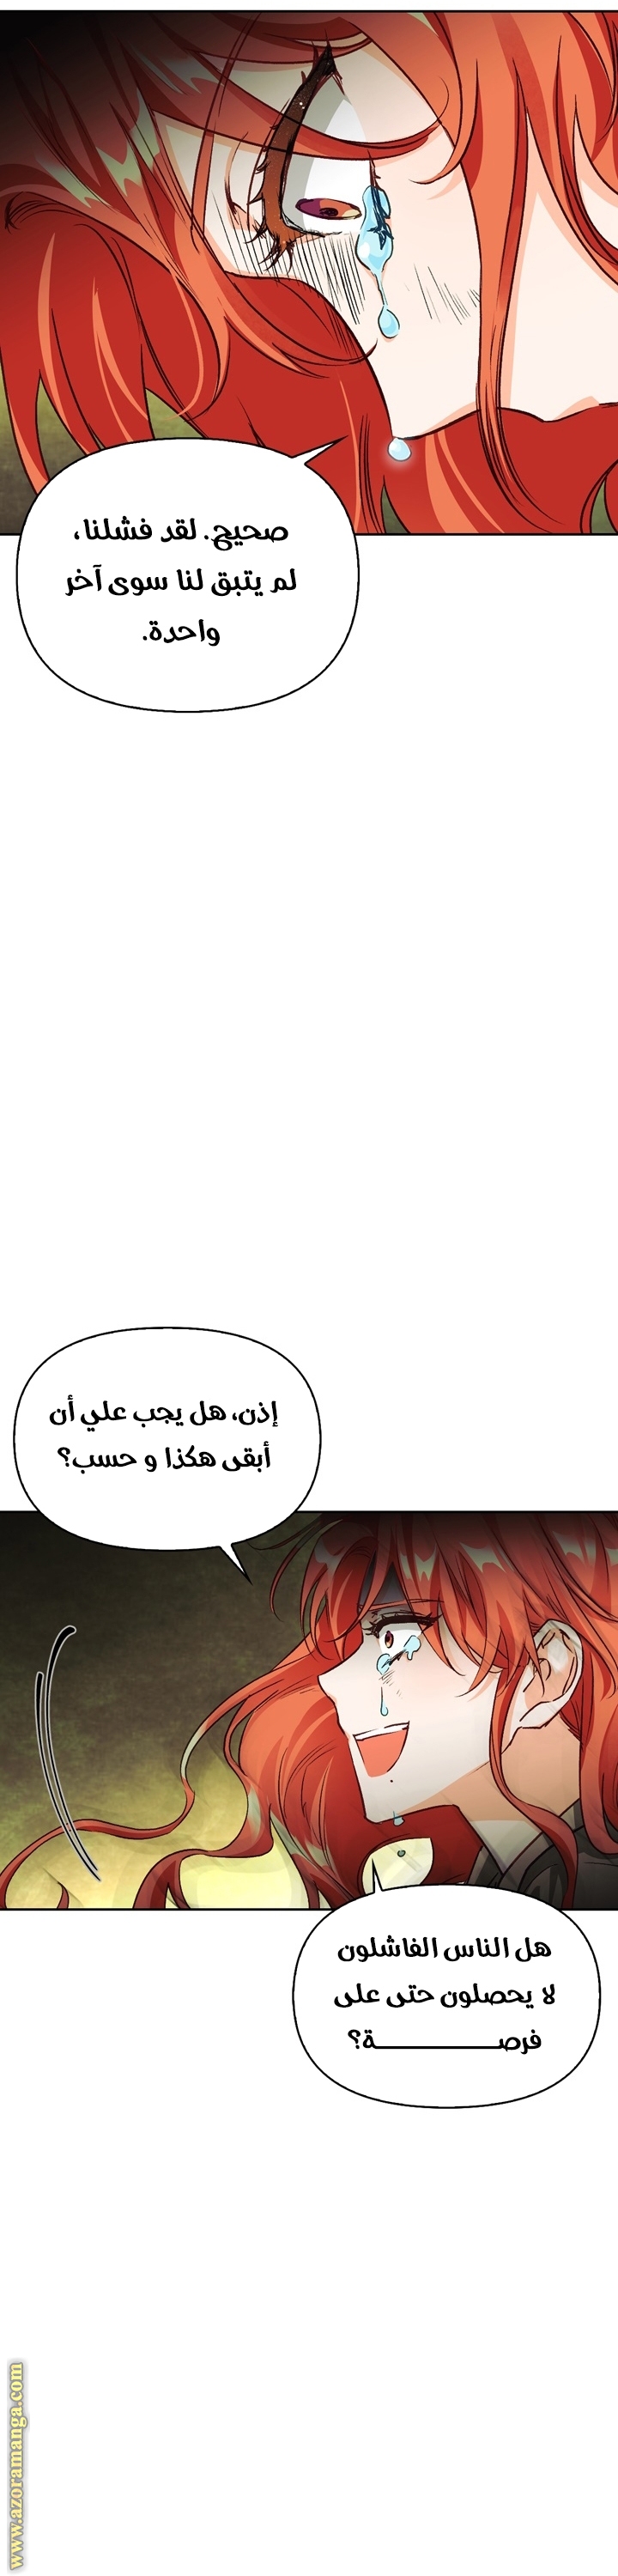 صحيح. لقد فشلنا،
لم يتبق لنا سوى آخر
واحدة.
إذن، هل يجب علي أن
أبقى هكذا و حسب؟
هل الناس الفاشلون
لا يحصلون حتى على
فرصـــــــــــة؟
www.azoramanga.com